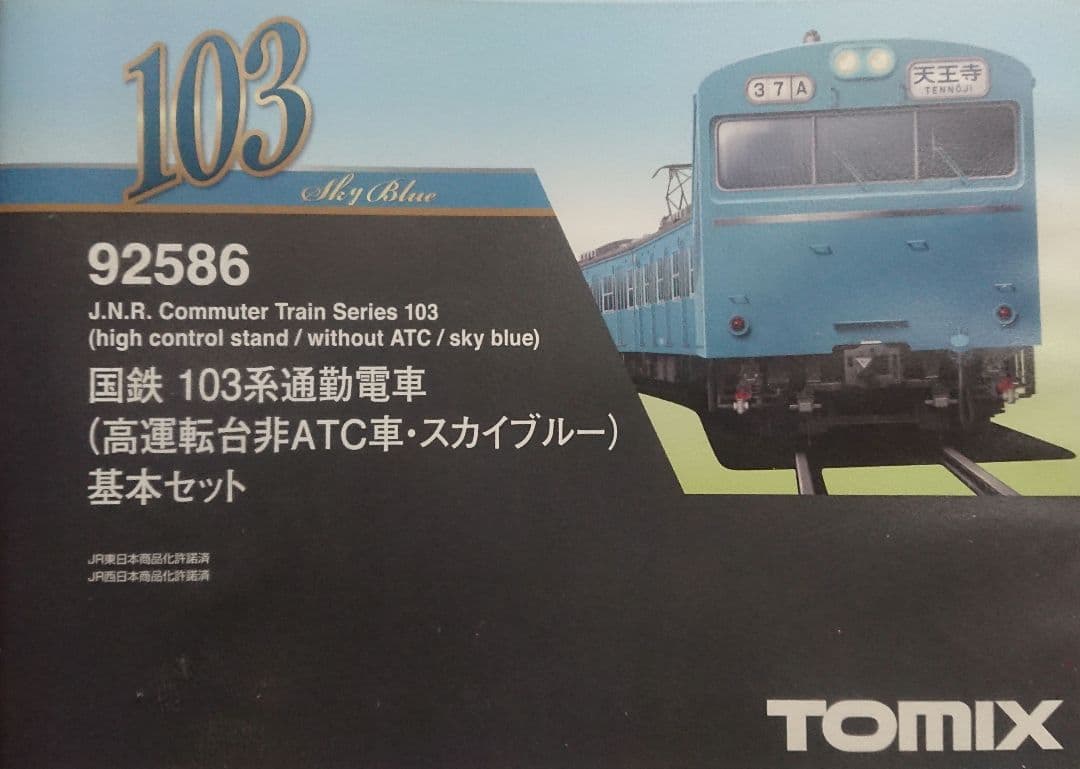 103
Sky Blue
37A
天王寺
TENNŌJI
92586
J.N.R. Commuter Train Series 103
(high control stand / without ATC / sky blue)
国鉄 103系通勤電車
(高運転台非ATC車・スカイブルー)
基本セット
JR東日本商品化許諾済
JR西日本商品化許諾済
TOMIX